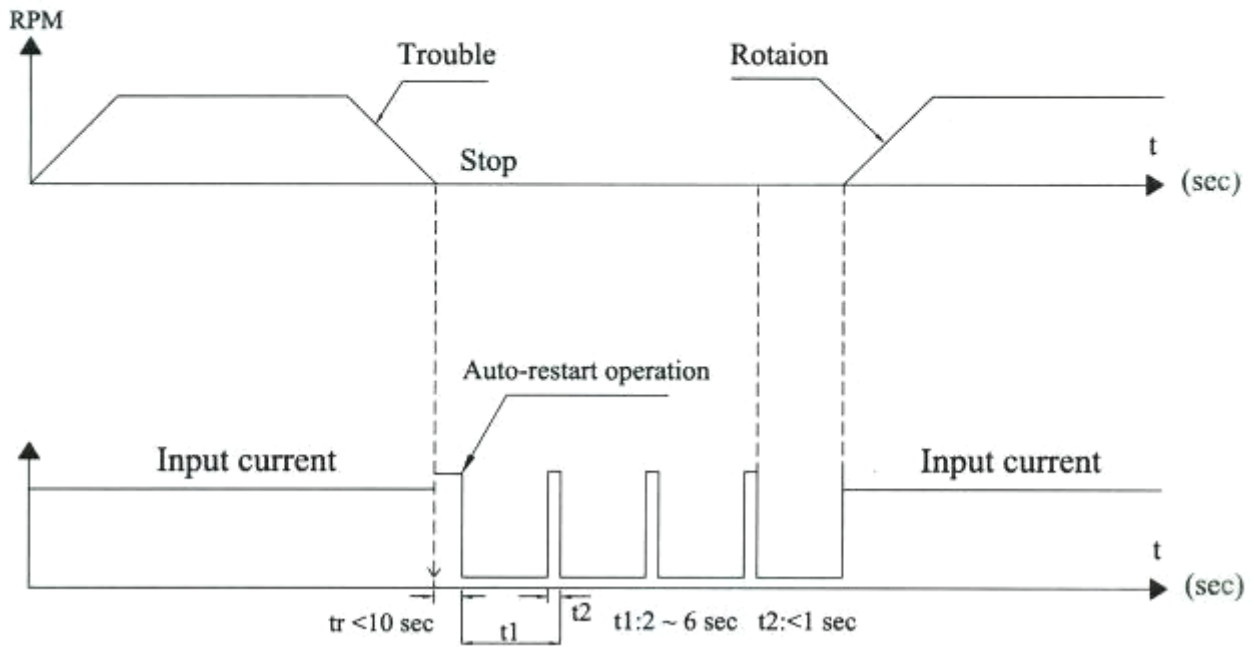 RPM
Trouble
Rotaion
Stop
t
(sec)
Auto-restart operation
Input current
Input current
t
(sec)
tr <10 sec
t1
t2
t1:2 ~ 6 sec
t2:<1 sec